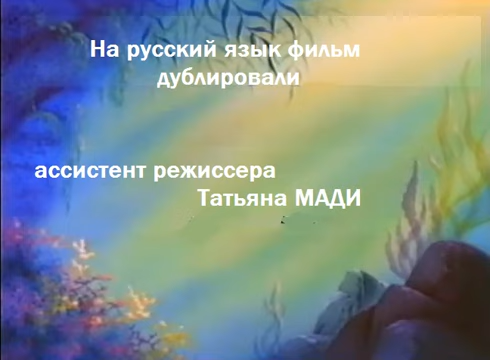 На русский язык фильм
дублировали
ассистент режиссера
Татьяна МАДИ